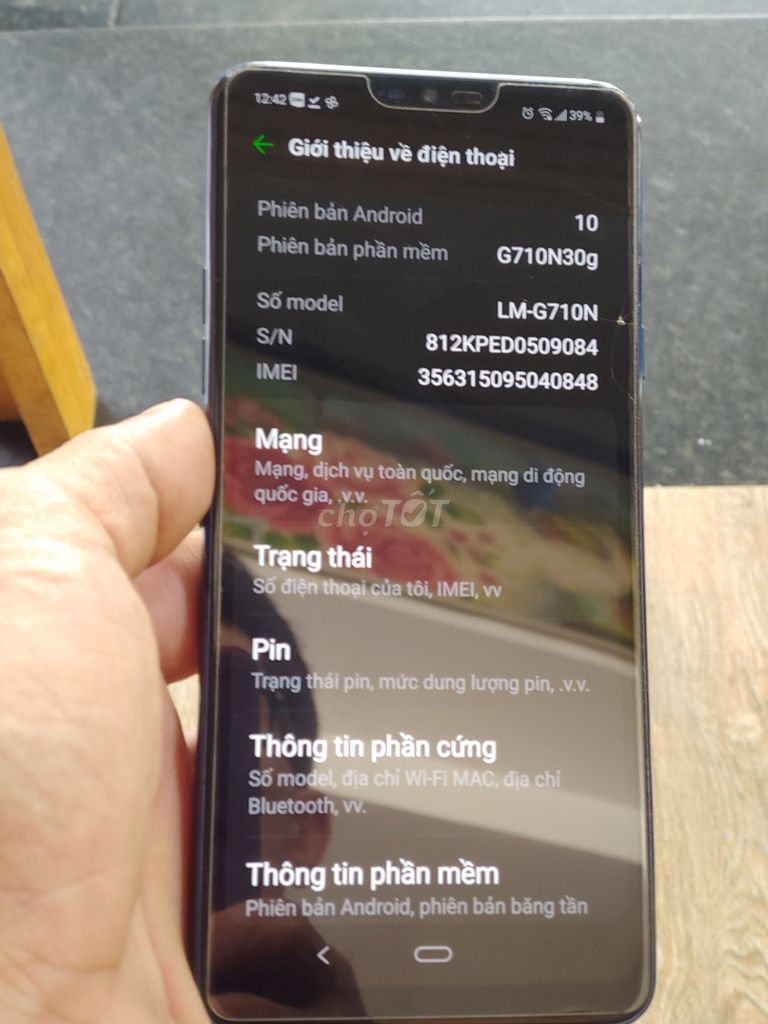 12:42
39%
Giới thiệu về điện thoại
Phiên bản Android 10
Phiên bản phần mềm G710N30g
Số model LM-G710N
S/N 812KPED0509084
IMEI 356315095040848
Mạng
Mạng, dịch vụ toàn quốc, mạng di động
quốc gia, .v.v.
chợTỐT
Trạng thái
Số điện thoại của tôi, IMEI, vv
Pin
Trạng thái pin, mức dung lượng pin, .v.v.
Thông tin phần cứng
Số model, địa chỉ Wi-Fi MAC, địa chỉ
Bluetooth, vv.
Thông tin phần mềm
Phiên bản Android, phiên bản băng tần